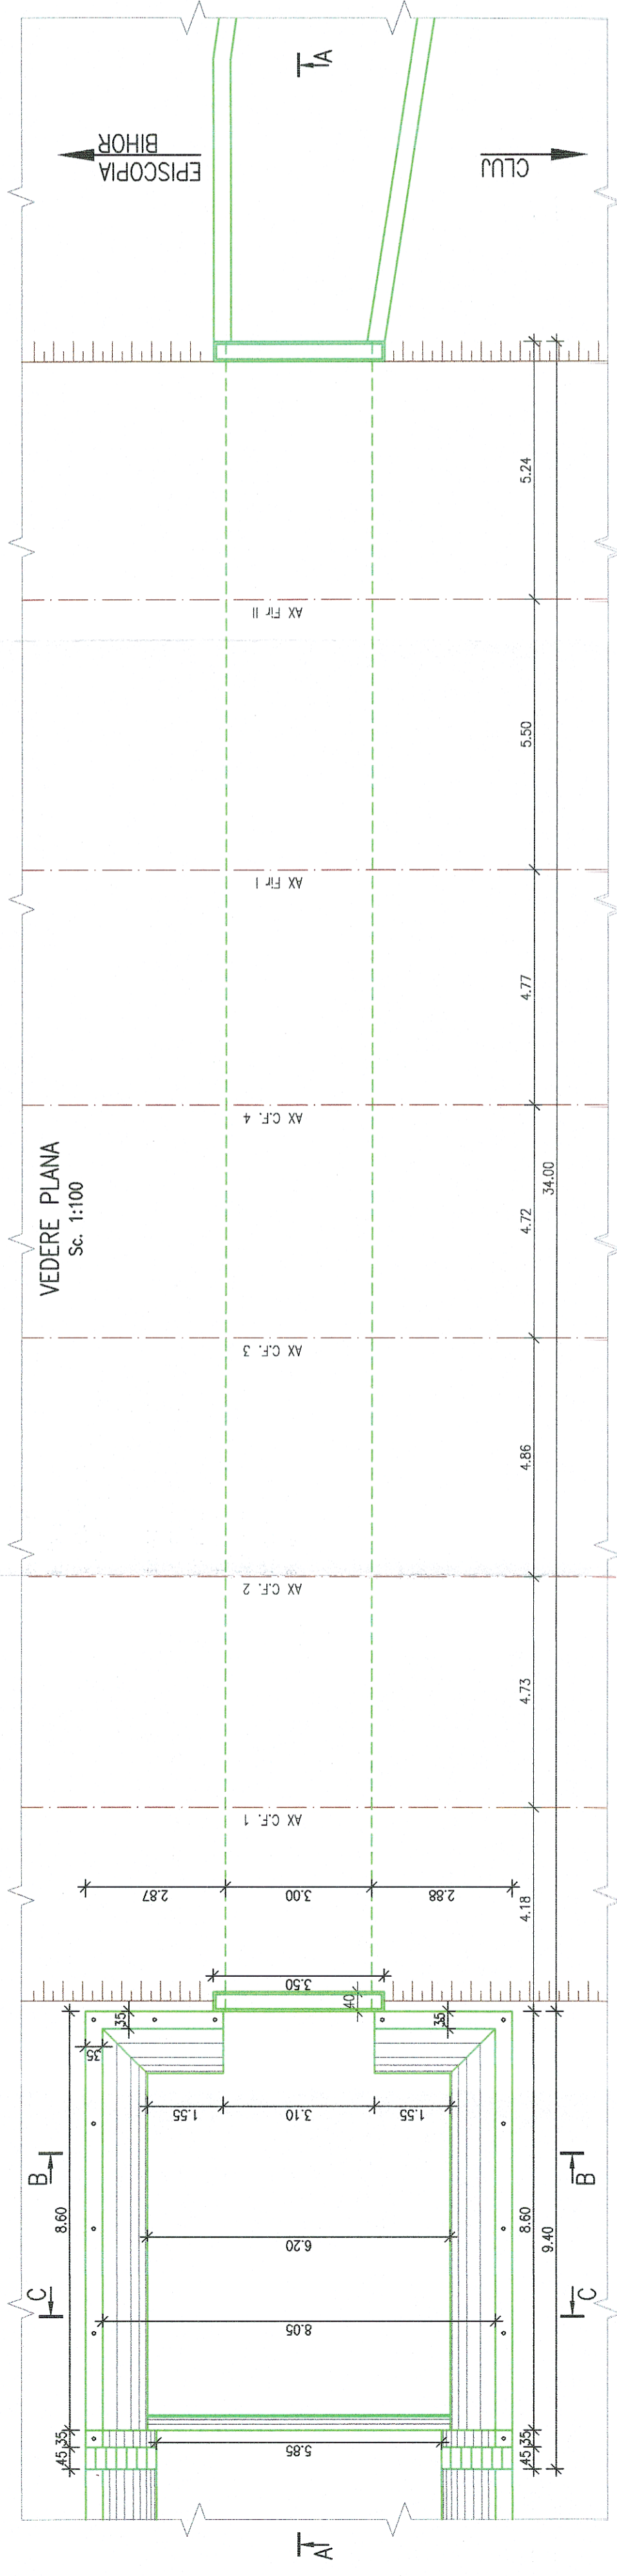 A
EPISCOPIA
BIHOR
CLUJ
5.24
AX Fir II
5.50
AX Fir I
4.77
AX C.F. 4
VEDERE PLANA
Sc. 1:100
34.00
4.72
AX C.F. 3
4.86
AX C.F. 2
4.73
AX C.F. 1
2.87
3.00
2.88
4.18
3.50
40
35
35
35
1.55
3.10
1.55
B
B
8.60
6.20
8.60
9.40
C
C
8.05
35
45
5.85
35
45
A